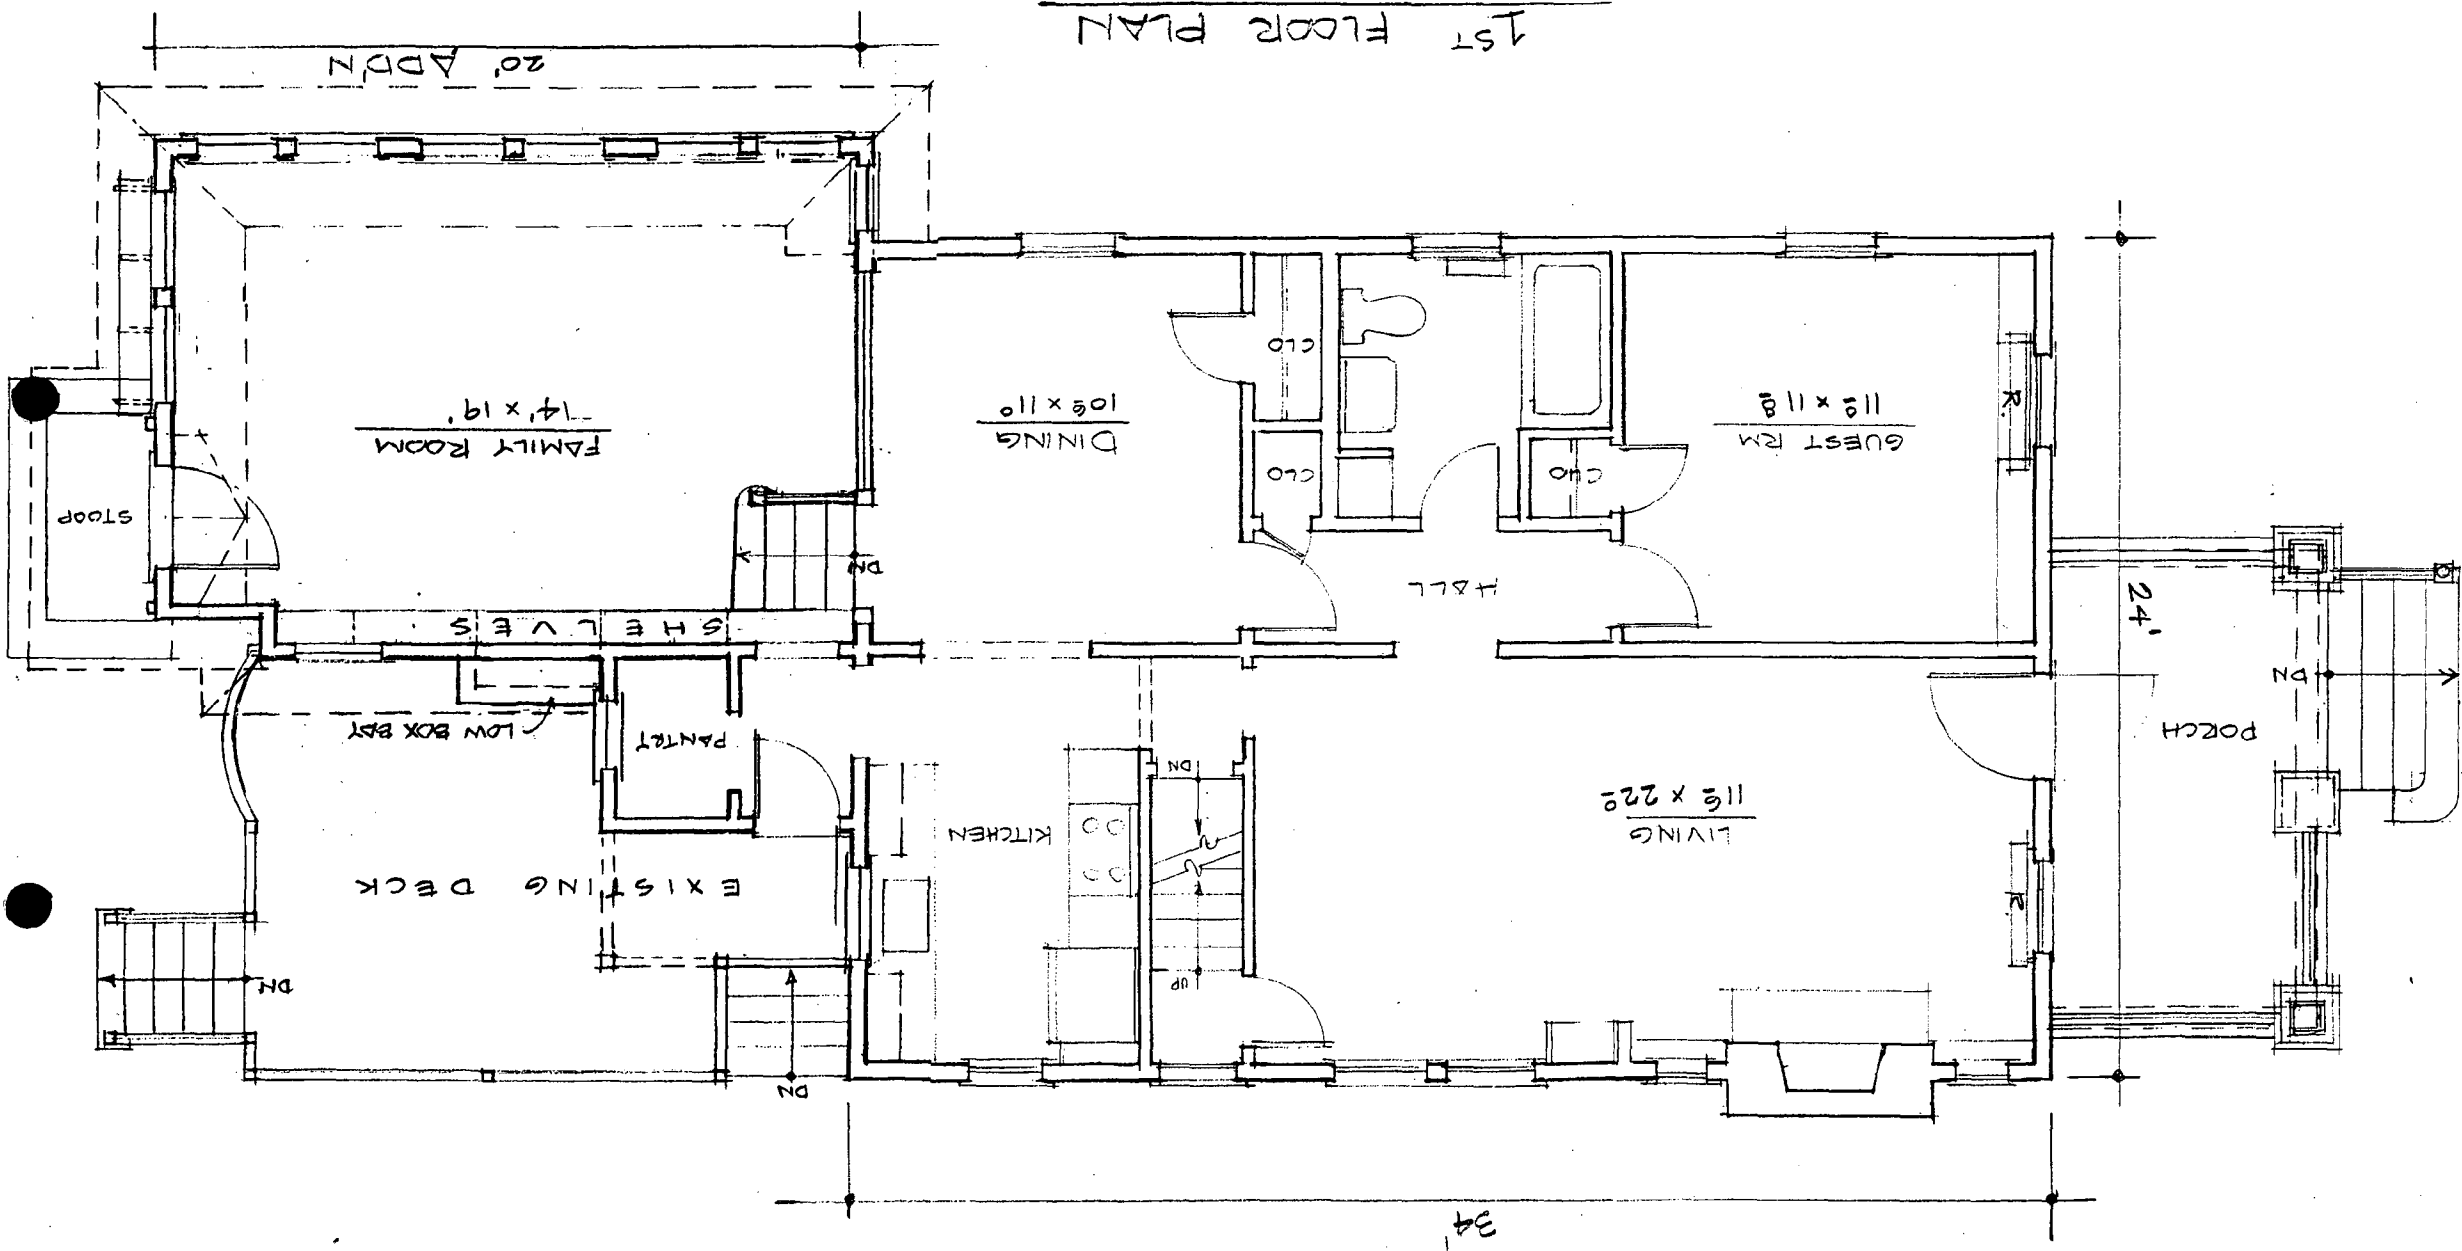 34'
DN
UP
DN
R.
EXISTING DECK
LIVING
11⁶ x 22⁰
KITCHEN
DN
PORCH
PANTRY
LOW BOX BAY
DN
SHELVES
24'
HALL
DN
STOOP
CLO
CLO
GUEST RM
11⁰ x 11⁸
DINING
10⁶ x 11⁰
FAMILY ROOM
14' x 19'
R.
CLO
20' ADD'N
1ST FLOOR PLAN